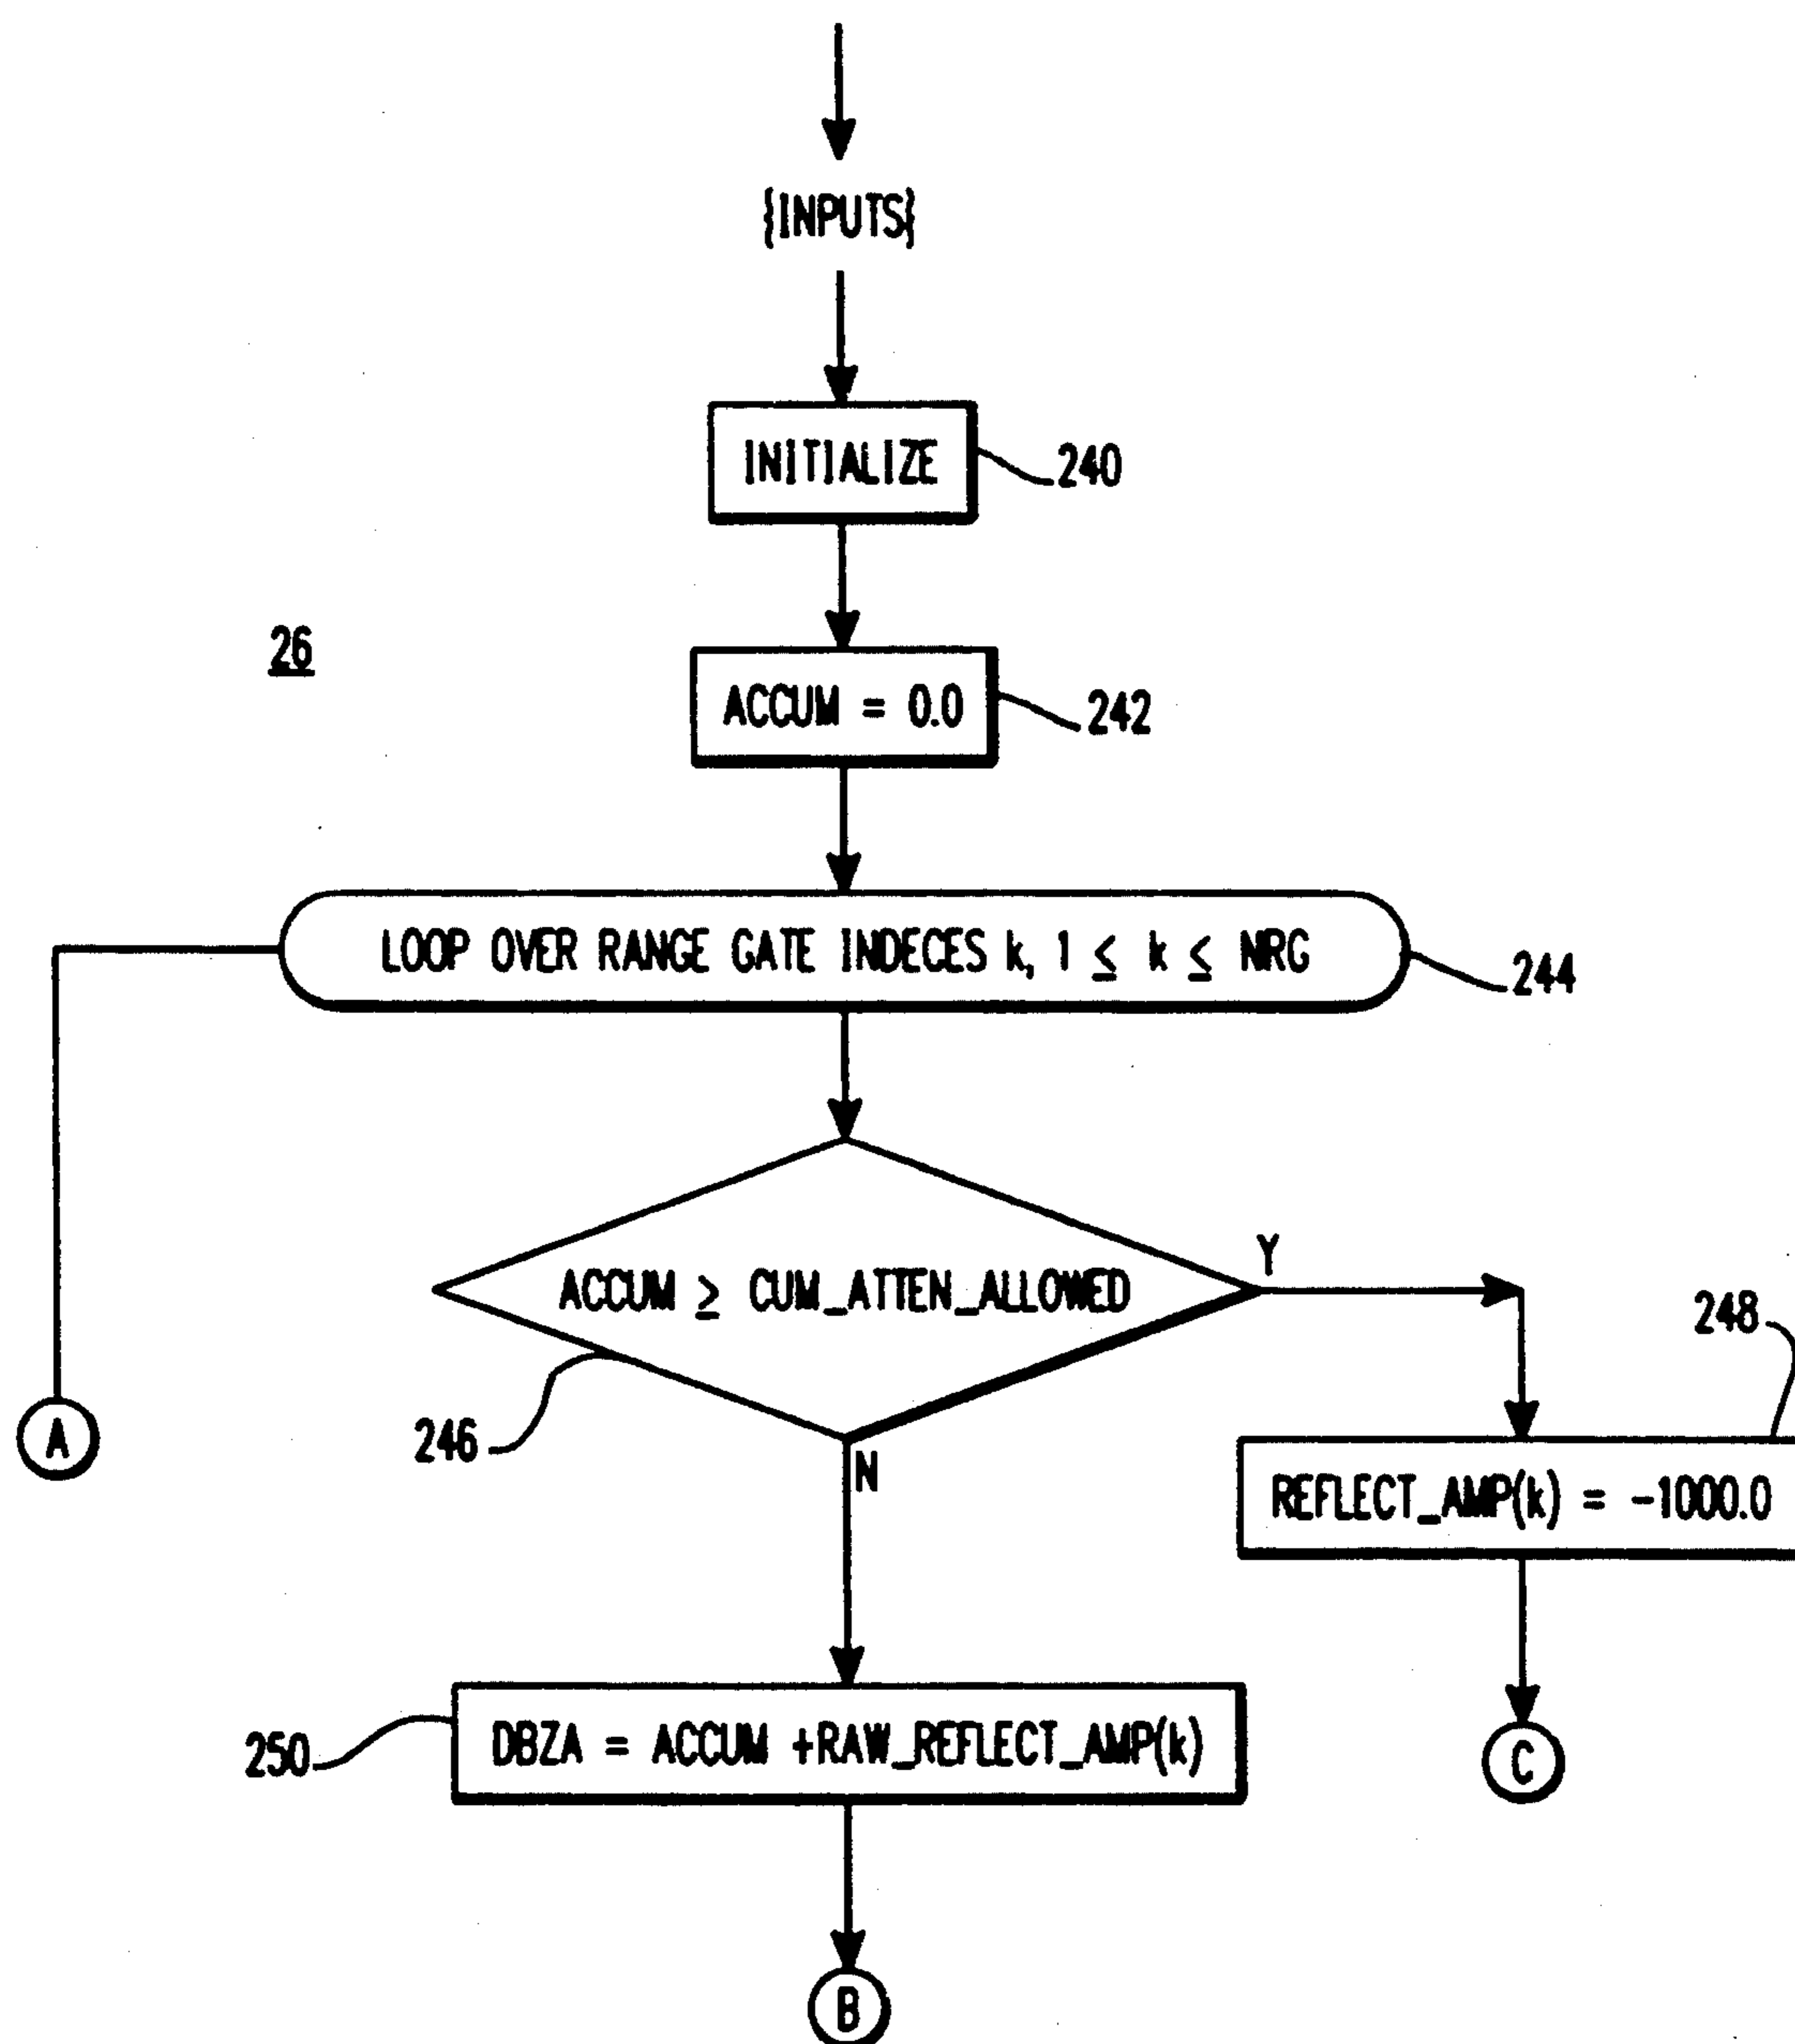 {INPUTS}
INITIALIZE
240
26
ACCUM = 0.0
242
LOOP OVER RANGE GATE INDECES k, 1 ≤ k ≤ NRG
244
ACCUM ≥ CUM_ATTEN_ALLOWED
Y
248
246
A
N
REFLECT_AMP(k) = -1000.0
250
DBZA = ACCUM +RAW_REFLECT_AMP(k)
C
B